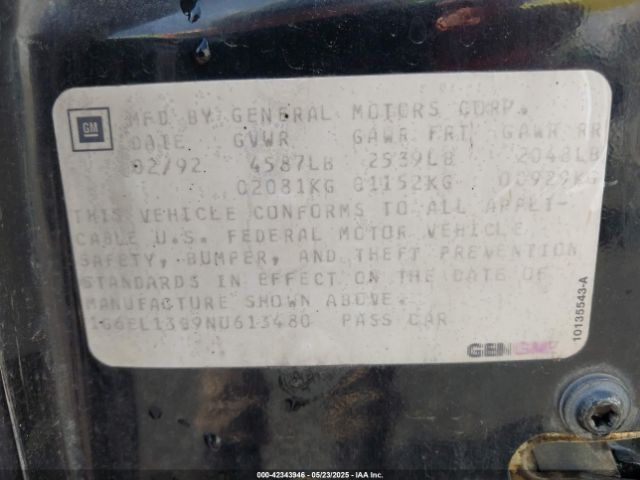 GM
MFD BY GENERAL MOTORS CORP.
DATE GVWR GAWR FRT GAWR RR
02/92 4587LB 2539LB 2048LB
02081KG 01152KG 00929KG
THIS VEHICLE CONFORMS TO ALL APPLI-
CABLE U.S. FEDERAL MOTOR VEHICLE
SAFETY, BUMPER, AND THEFT PREVENTION
STANDARDS IN EFFECT ON THE DATE OF
MANUFACTURE SHOWN ABOVE.
1G6EL1389NU613480 PASS CAR
GEN GM
10135543-A
000-42343946 - 05/23/2025 - IAA Inc.